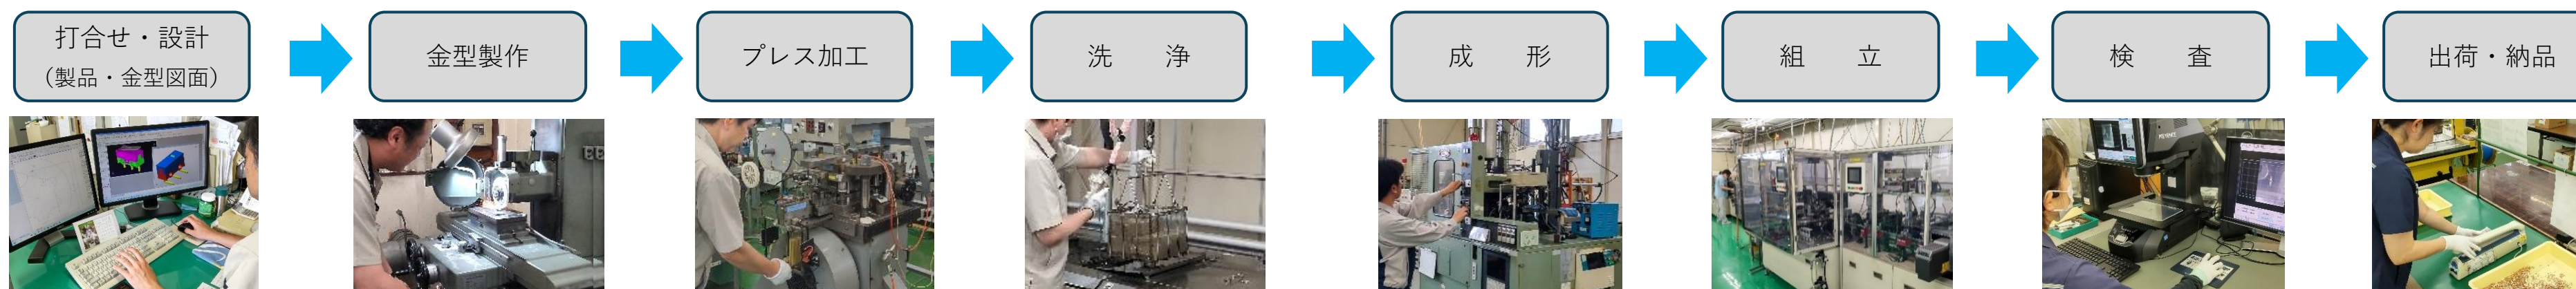 打合せ・設計
（製品・金型図面）
金型製作
プレス加工
洗　　浄
成　　形
組　　立
検　　査
出荷・納品